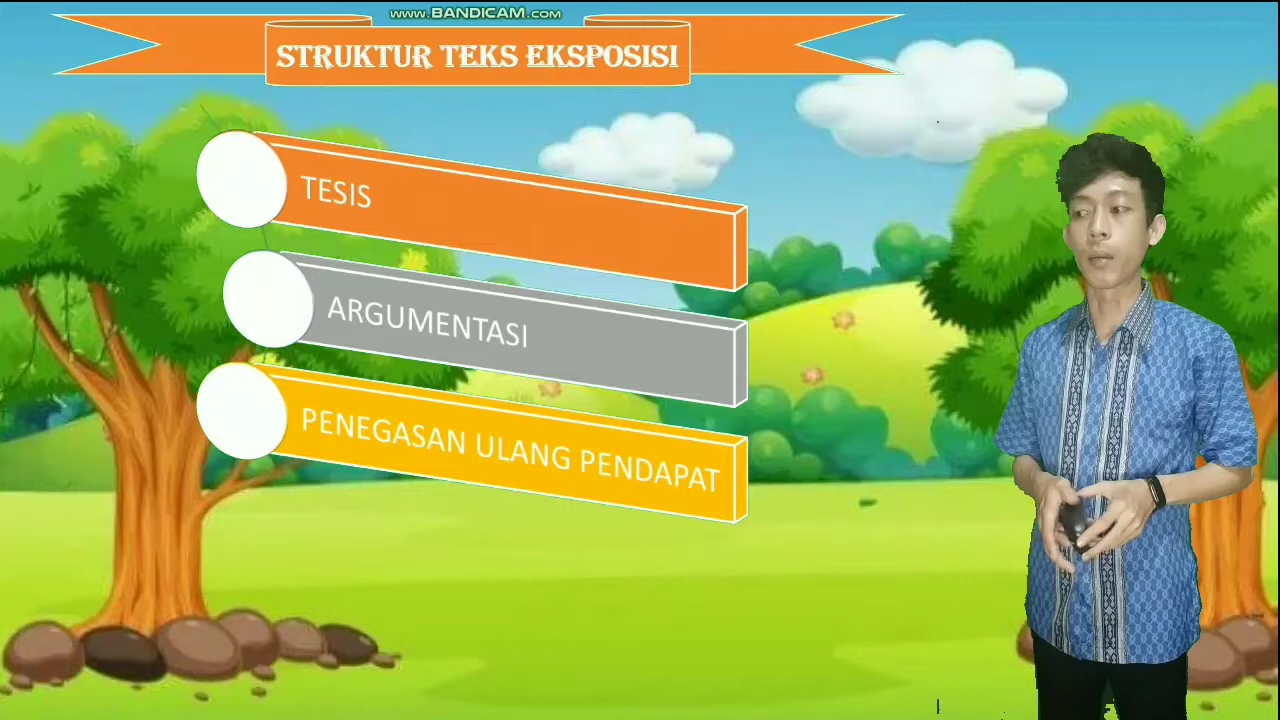 www.BANDICAM.com
STRUKTUR TEKS EKSPOSISI
TESIS
ARGUMENTASI
PENEGASAN ULANG PENDAPAT